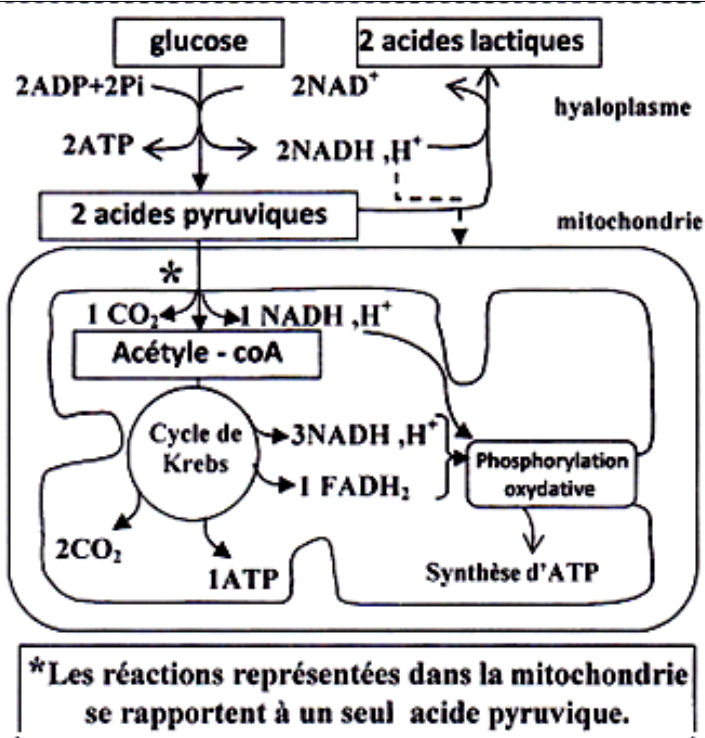 glucose
2 acides lactiques
2ADP+2Pi
2NAD⁺
hyaloplasme
2ATP
2NADH ,H⁺
2 acides pyruviques
mitochondrie
*
1 CO₂
1 NADH ,H⁺
Acétyle - coA
Cycle de
Krebs
3NADH ,H⁺
1 FADH₂
Phosphorylation
oxydative
2CO₂
1ATP
Synthèse d'ATP
*Les réactions représentées dans la mitochondrie
se rapportent à un seul acide pyruvique.